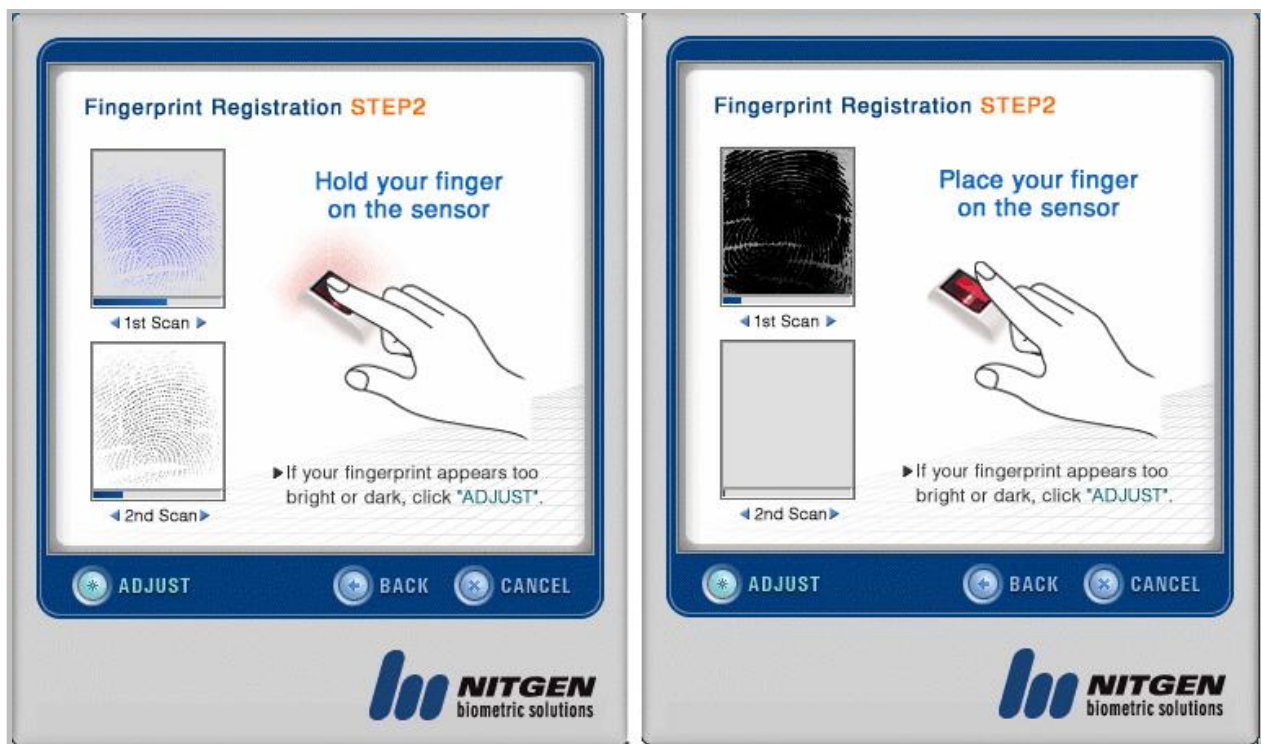 Fingerprint Registration STEP2
Hold your finger
on the sensor
1st Scan
2nd Scan
If your fingerprint appears too
bright or dark, click "ADJUST".
ADJUST
BACK
CANCEL
NITGEN
biometric solutions
Fingerprint Registration STEP2
Place your finger
on the sensor
1st Scan
2nd Scan
If your fingerprint appears too
bright or dark, click "ADJUST".
ADJUST
BACK
CANCEL
NITGEN
biometric solutions